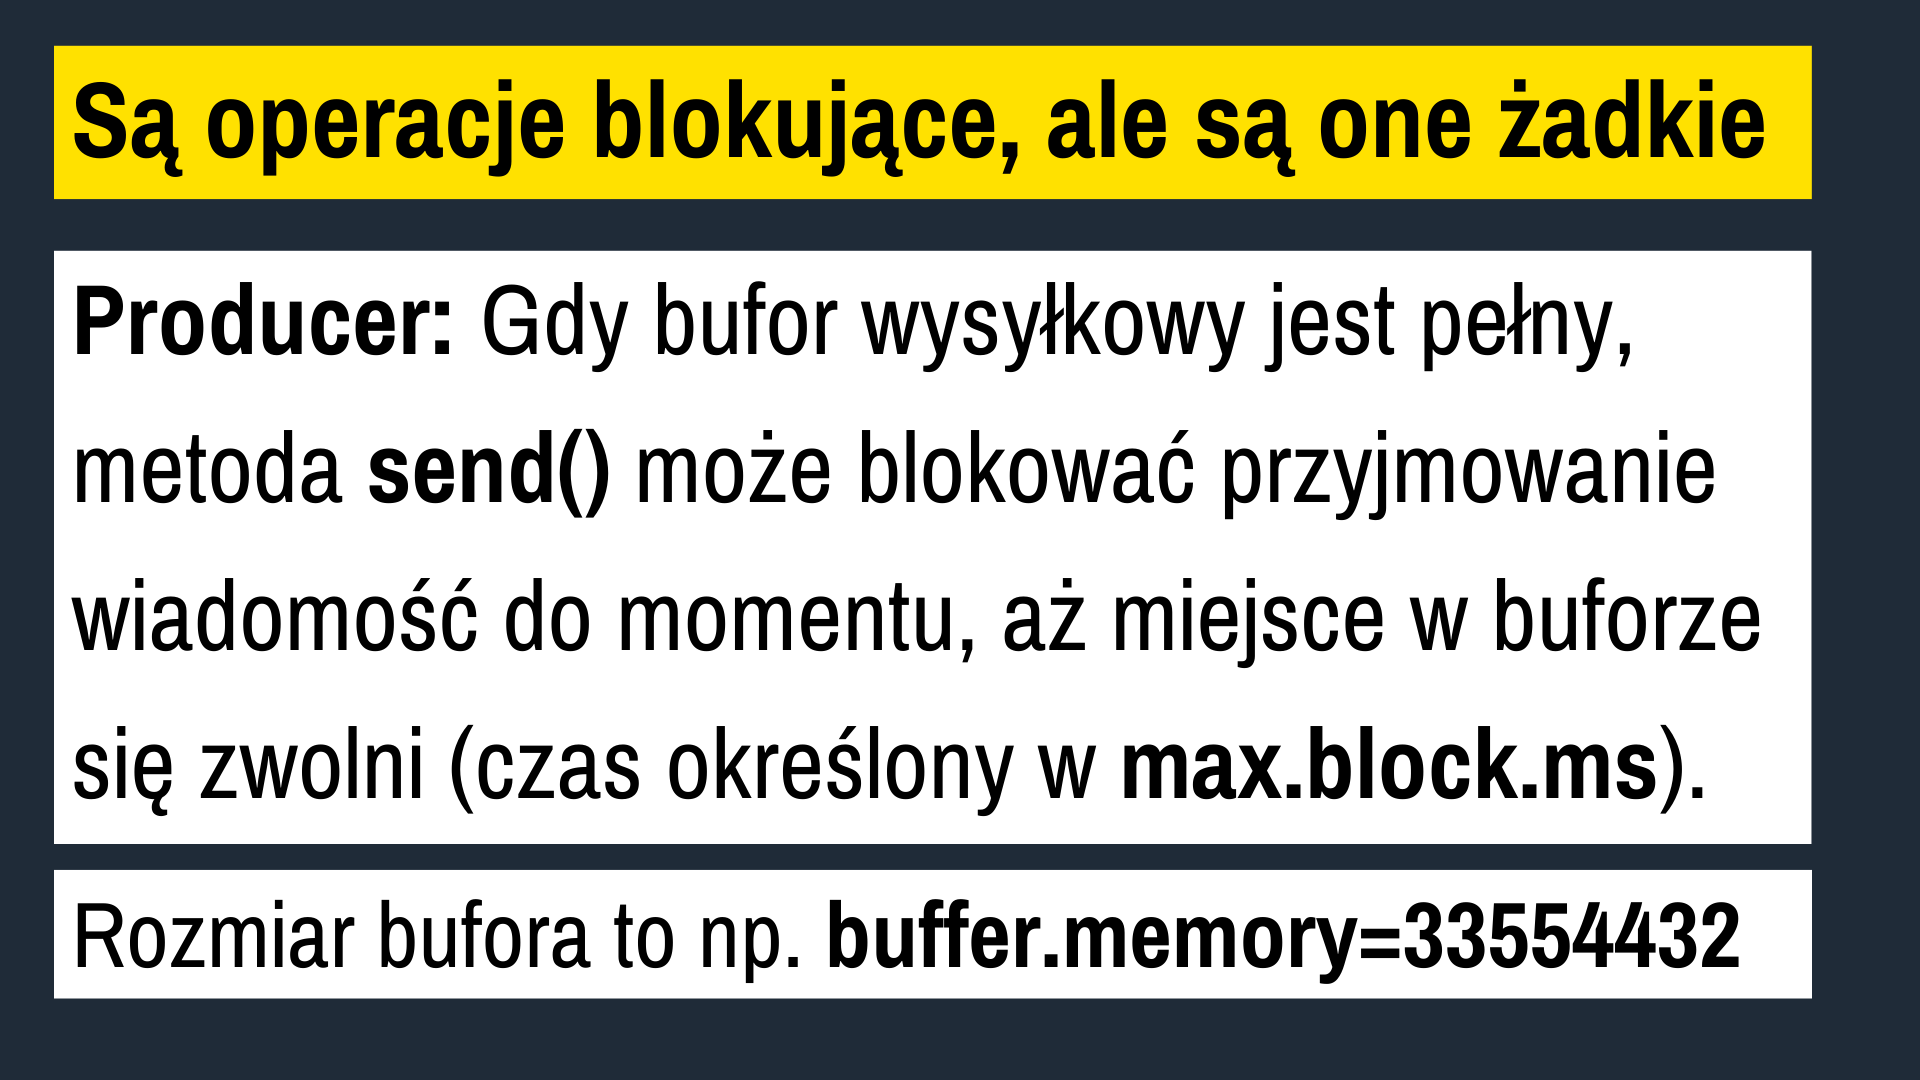 Są operacje blokujące, ale są one żadkie
Producer: Gdy bufor wysyłkowy jest pełny,
metoda send() może blokować przyjmowanie
wiadomość do momentu, aż miejsce w buforze
się zwolni (czas określony w max.block.ms).
Rozmiar bufora to np. buffer.memory=33554432